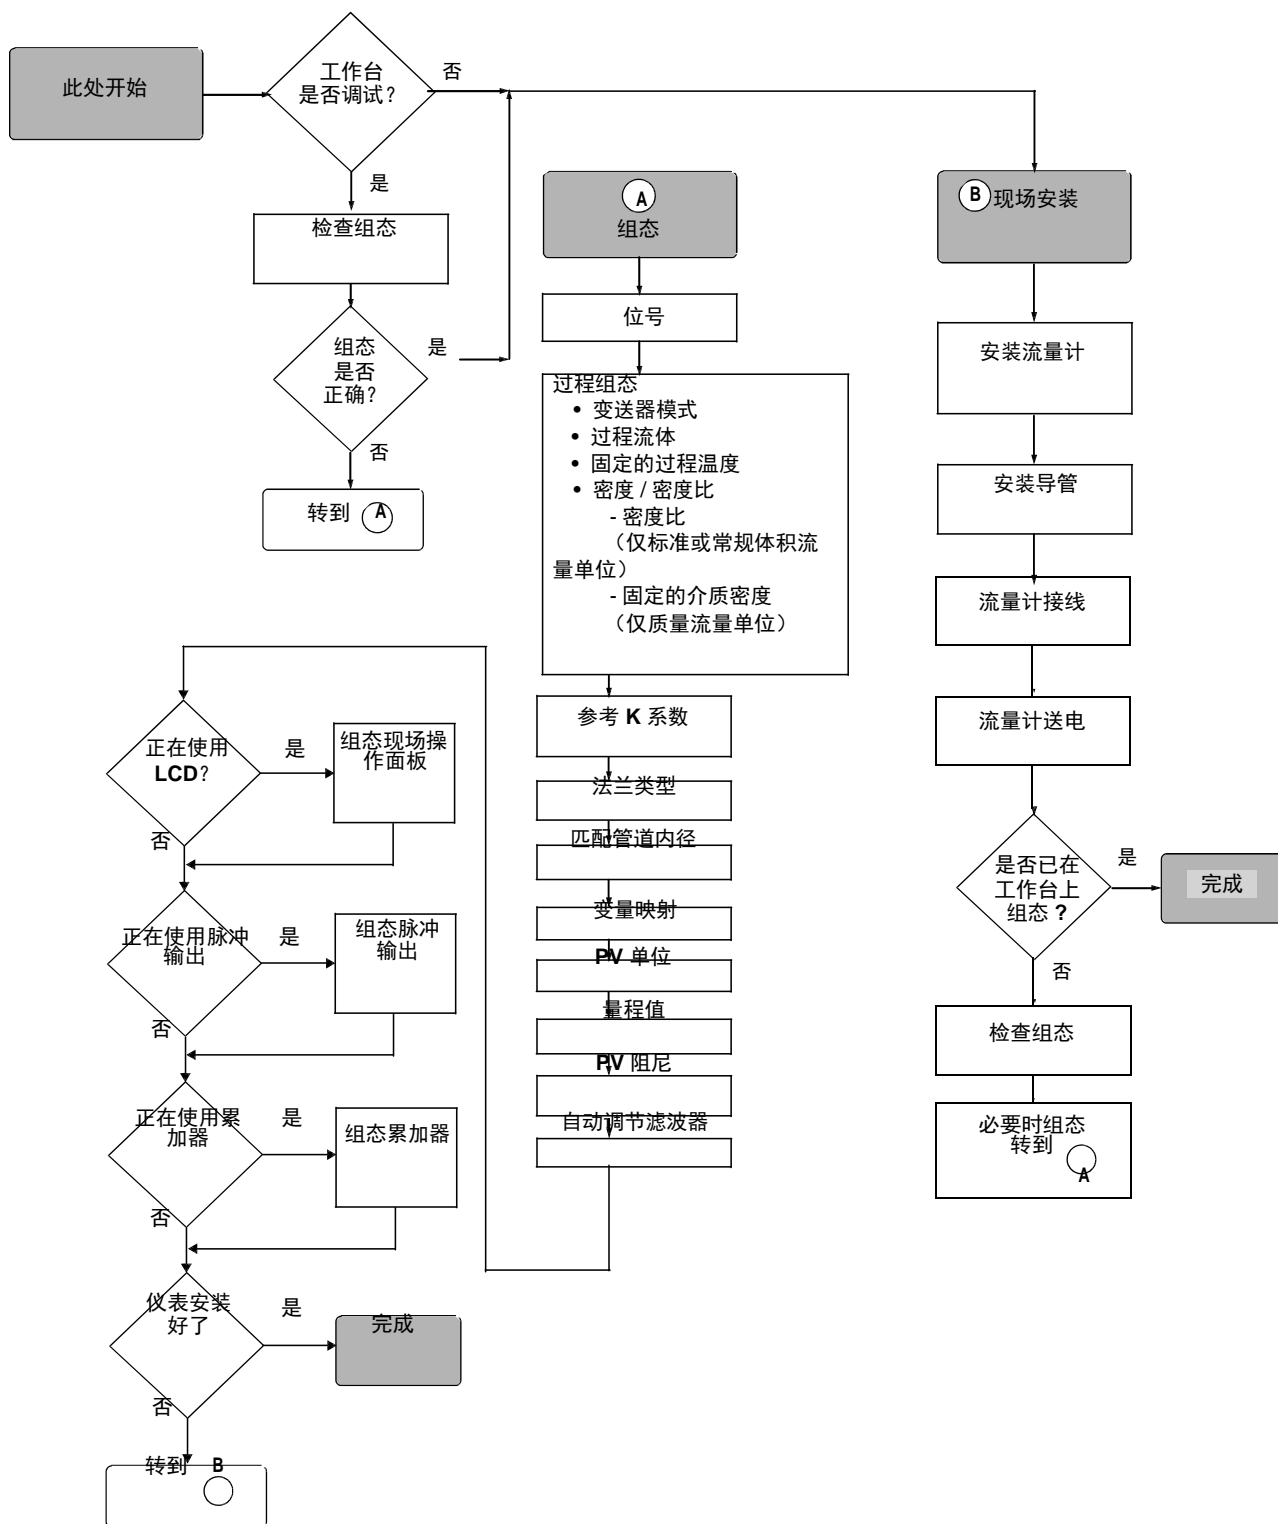 此处开始
工作台
是否调试?
否
是
检查组态
组态
是否
正确?
是
否
转到 A
A
组态
位号
过程组态
• 变送器模式
• 过程流体
• 固定的过程温度
• 密度 / 密度比
- 密度比
（仅标准或常规体积流
量单位）
- 固定的介质密度
（仅质量流量单位）
参考 K 系数
法兰类型
匹配管道内径
变量映射
PV 单位
量程值
PV 阻尼
自动调节滤波器
正在使用
LCD?
是
组态现场操
作面板
否
正在使用脉冲
输出
是
组态脉冲
输出
否
正在使用累
加器
是
组态累加器
否
仪表安装
好了
是
完成
否
转到 B
B 现场安装
安装流量计
安装导管
流量计接线
流量计送电
是否已在
工作台上
组态 ?
是
完成
否
检查组态
必要时组态
转到
A